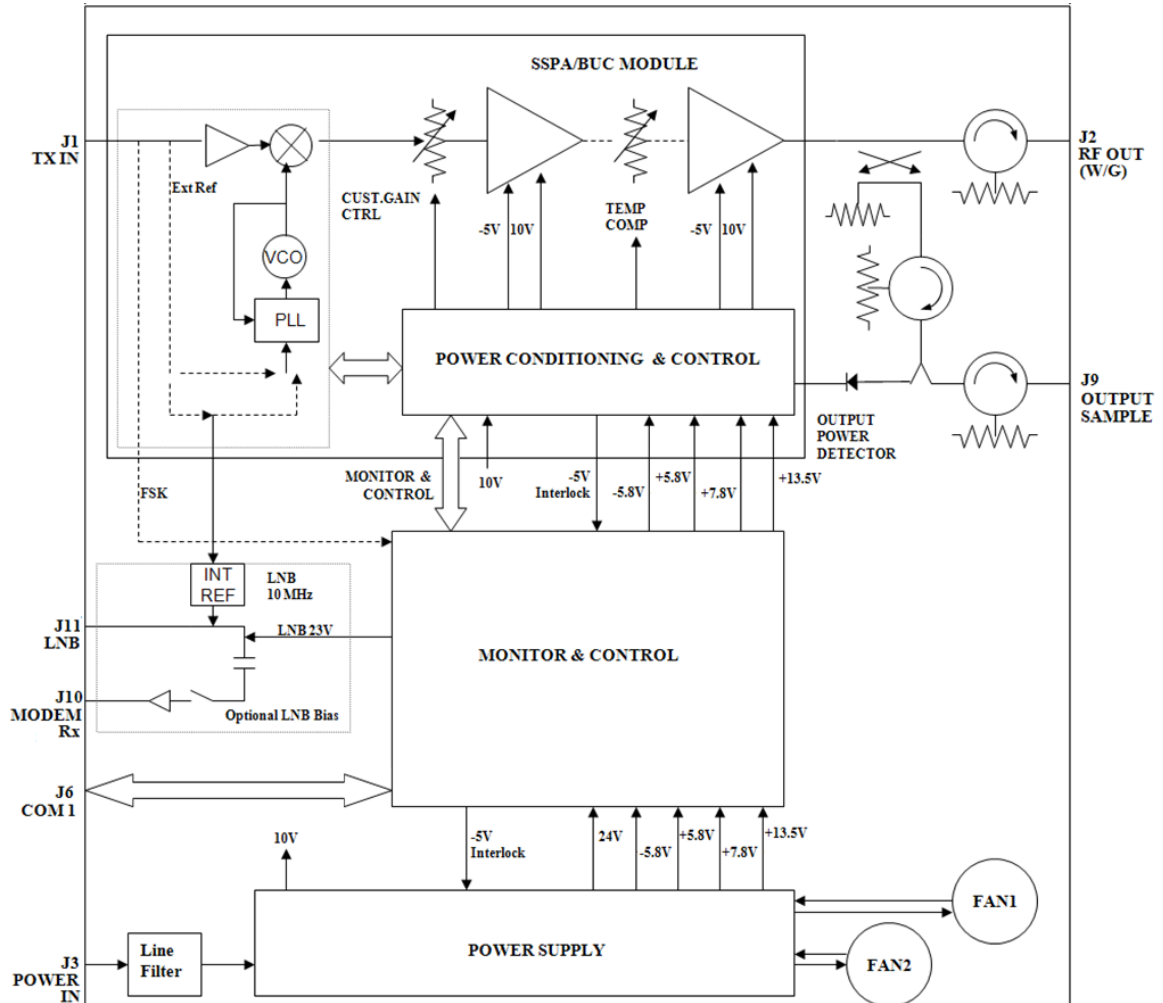 SSPA/BUC MODULE
J1
TX IN
J2
RF OUT
(W/G)
Ext Ref
CUST.GAIN
CTRL
-5V
10V
TEMP
COMP
-5V
10V
VCO
PLL
POWER CONDITIONING & CONTROL
J9
OUTPUT
SAMPLE
OUTPUT
POWER
DETECTOR
MONITOR &
CONTROL
10V
-5V
Interlock
-5.8V
+5.8V
+7.8V
+13.5V
FSK
INT
REF
LNB
10 MHz
J11
LNB
LNB 23V
MONITOR & CONTROL
J10
MODEM
Rx
Optional LNB Bias
J6
COM 1
10V
-5V
Interlock
24V
-5.8V
+5.8V
+7.8V
+13.5V
FAN1
Line
Filter
POWER SUPPLY
FAN2
J3
POWER
IN